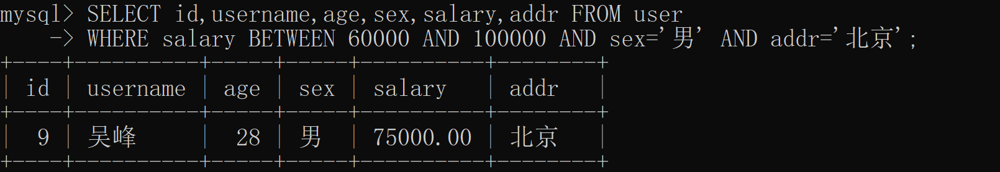 mysql> SELECT id,username,age,sex,salary,addr FROM user
    -> WHERE salary BETWEEN 60000 AND 100000 AND sex='男' AND addr='北京';
+----+----------+-----+-----+----------+--------+
| id | username | age | sex | salary   | addr   |
+----+----------+-----+-----+----------+--------+
|  9 | 吴峰     |  28 | 男  | 75000.00 | 北京   |
+----+----------+-----+-----+----------+--------+